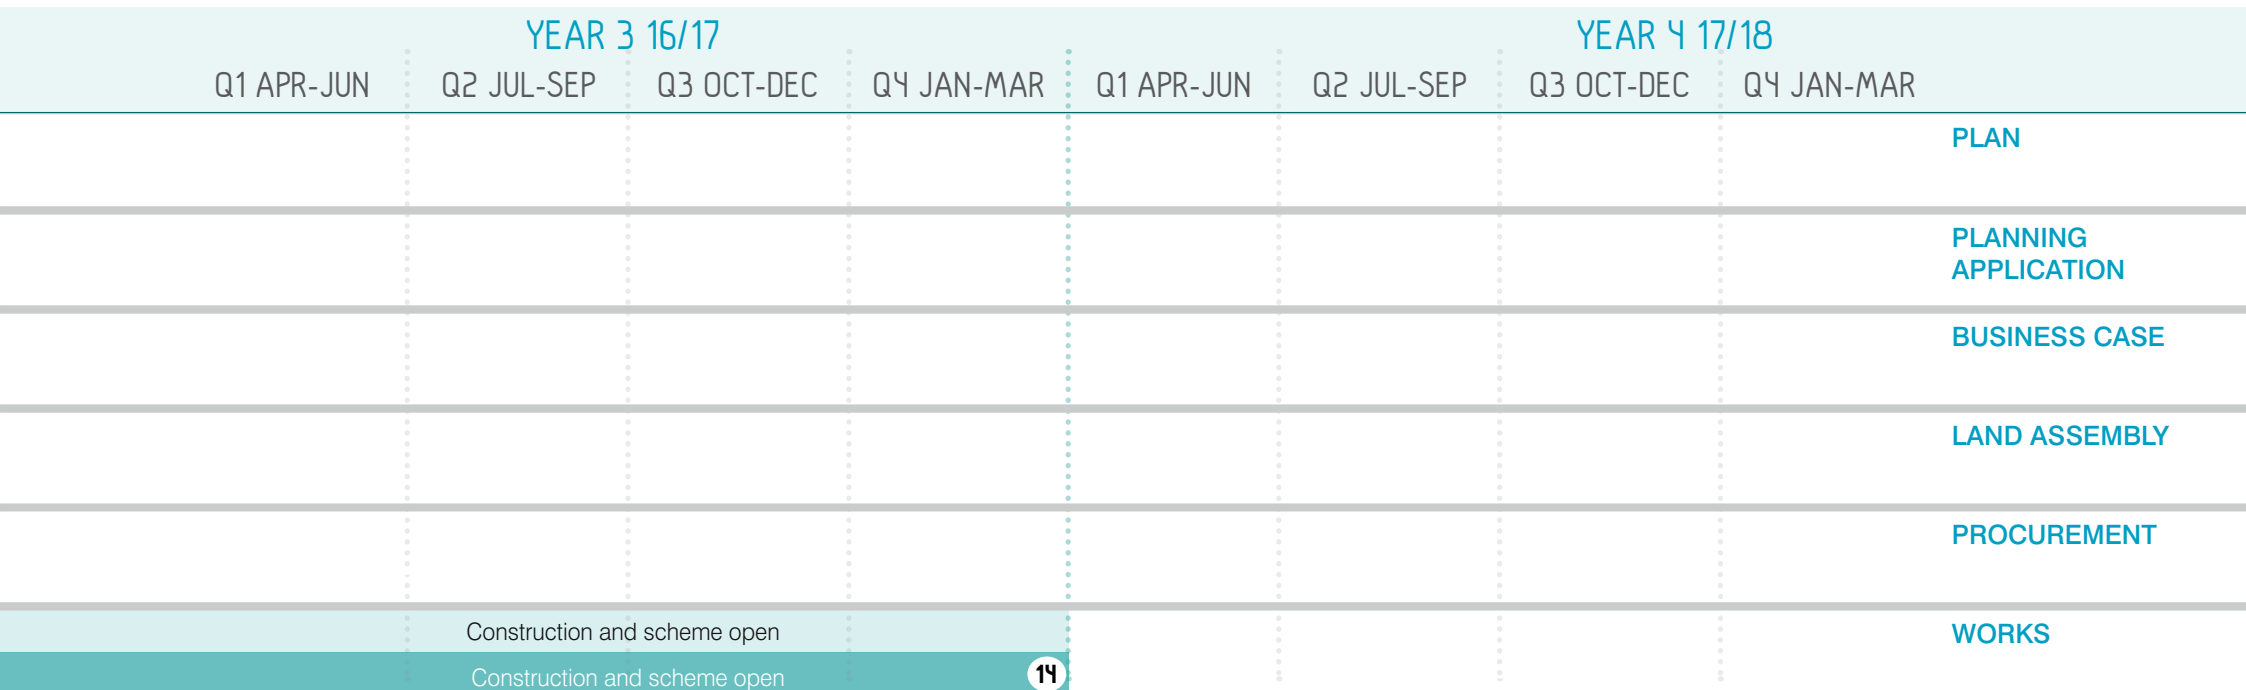 YEAR 3 16/17
YEAR 4 17/18
Q1 APR-JUN
Q2 JUL-SEP
Q3 OCT-DEC
Q4 JAN-MAR
Q1 APR-JUN
Q2 JUL-SEP
Q3 OCT-DEC
Q4 JAN-MAR
PLAN
PLANNING
APPLICATION
BUSINESS CASE
LAND ASSEMBLY
PROCUREMENT
Construction and scheme open
WORKS
Construction and scheme open
14